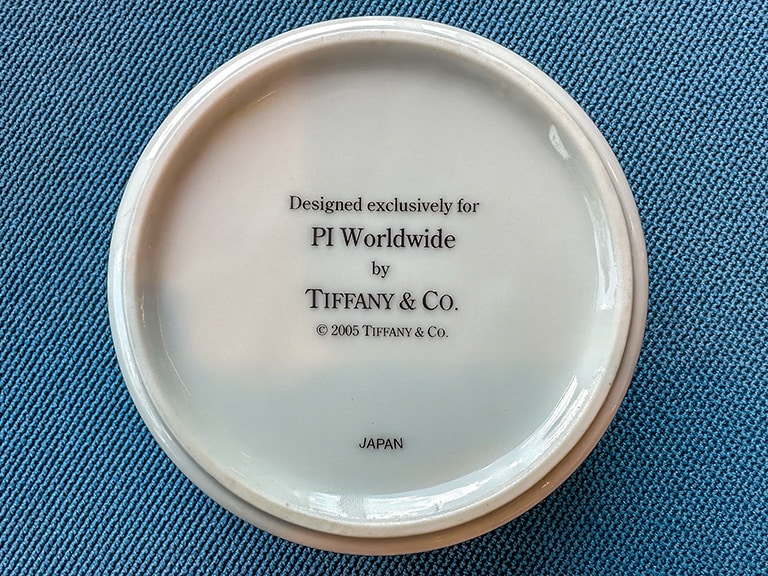 Designed exclusively for
PI Worldwide
by
TIFFANY & CO.
© 2005 TIFFANY & CO.
JAPAN